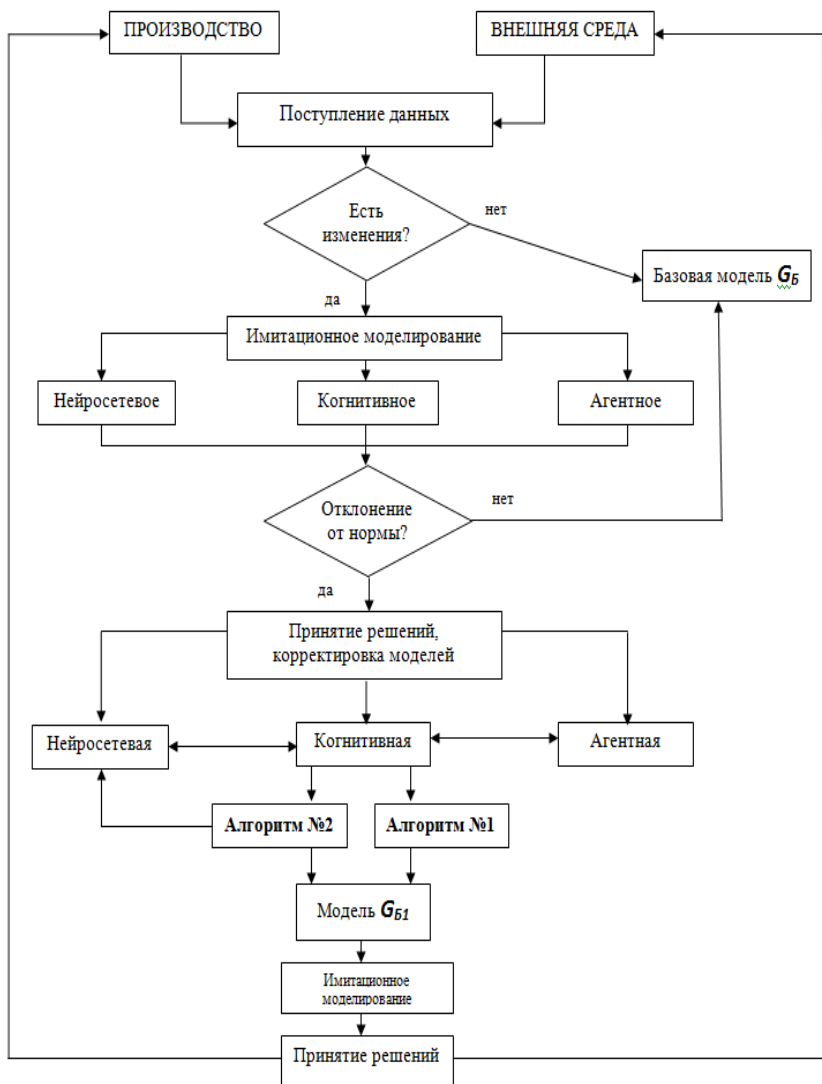 ПРОИЗВОДСТВО
ВНЕШНЯЯ СРЕДА
Поступление данных
Есть
изменения?
нет
Базовая модель GБ
да
Имитационное моделирование
Нейросетевое
Когнитивное
Агентное
Отклонение
от нормы?
нет
да
Принятие решений,
корректировка моделей
Нейросетевая
Когнитивная
Агентная
Алгоритм №2
Алгоритм №1
Модель GБ1
Имитационное
моделирование
Принятие решений